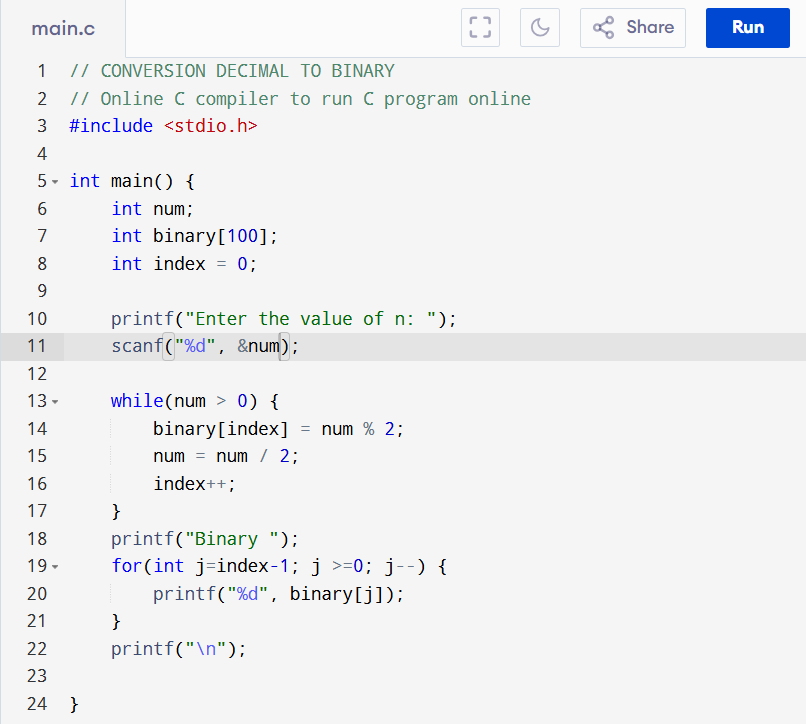 main.c
Share
Run
1 // CONVERSION DECIMAL TO BINARY
2 // Online C compiler to run C program online
3 #include <stdio.h>
4
5 int main() {
6     int num;
7     int binary[100];
8     int index = 0;
9
10     printf("Enter the value of n: ");
11     scanf("%d", &num);
12
13     while(num > 0) {
14         binary[index] = num % 2;
15         num = num / 2;
16         index++;
17     }
18     printf("Binary ");
19     for(int j=index-1; j >=0; j--) {
20         printf("%d", binary[j]);
21     }
22     printf("\n");
23
24 }